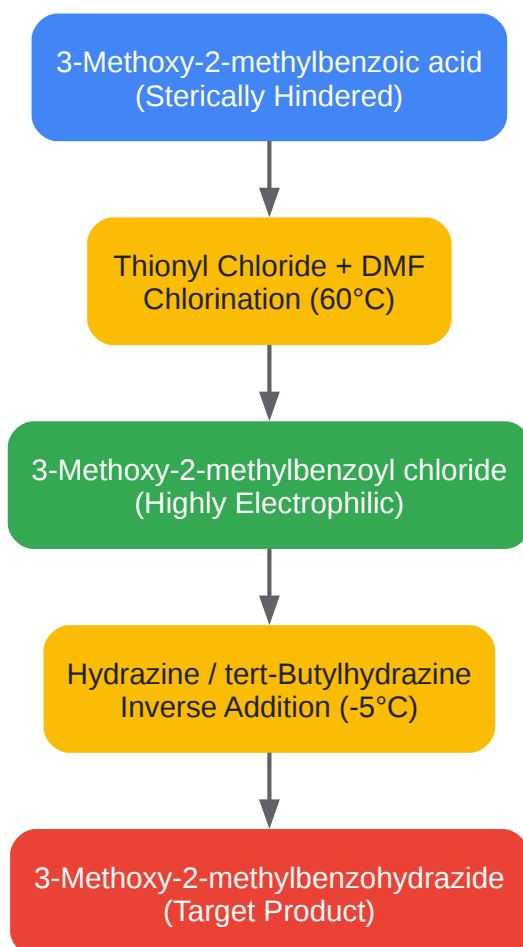 3-Methoxy-2-methylbenzoic acid
(Sterically Hindered)
Thionyl Chloride + DMF
Chlorination (60°C)
3-Methoxy-2-methylbenzoyl chloride
(Highly Electrophilic)
Hydrazine / tert-Butylhydrazine
Inverse Addition (-5°C)
3-Methoxy-2-methylbenzohydrazide
(Target Product)